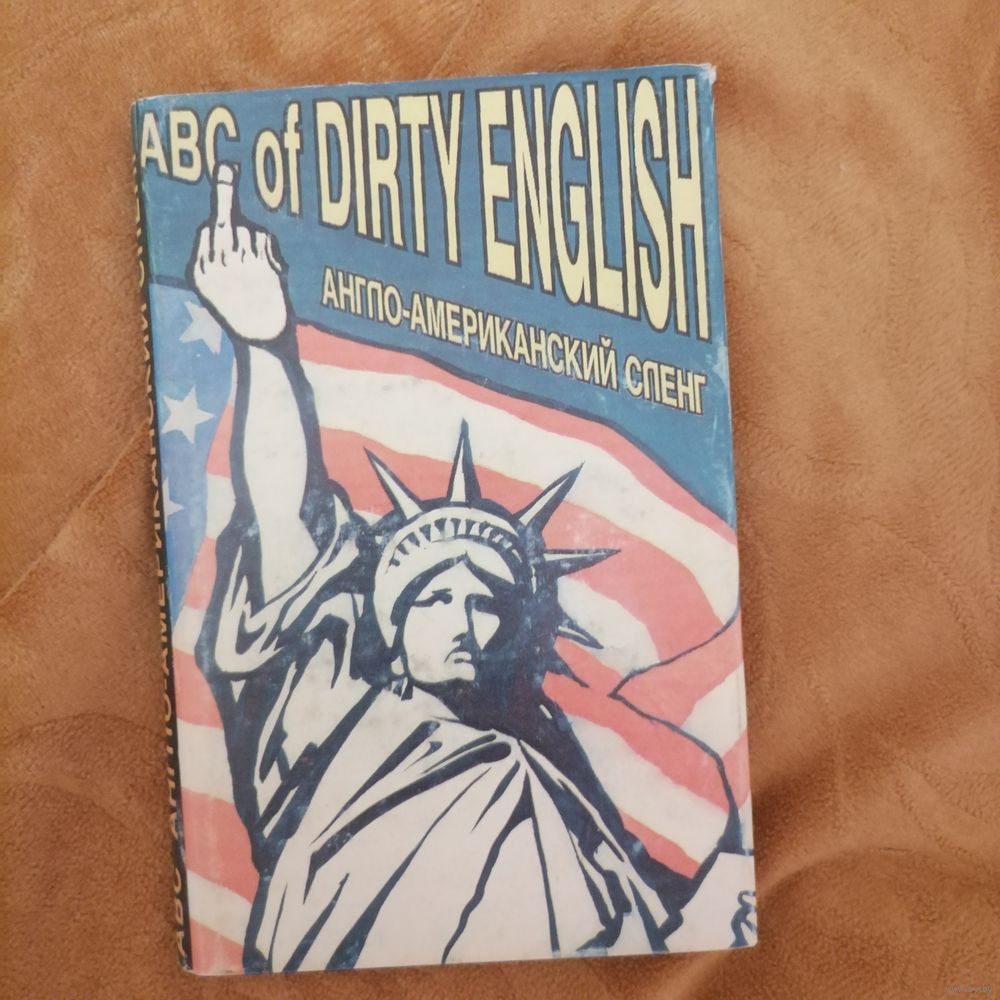 ABC of DIRTY ENGLISH
АНГЛО-АМЕРИКАНСКИЙ СЛЕНГ
ABC АНГЛО-АМЕРИКАНСКИЙ